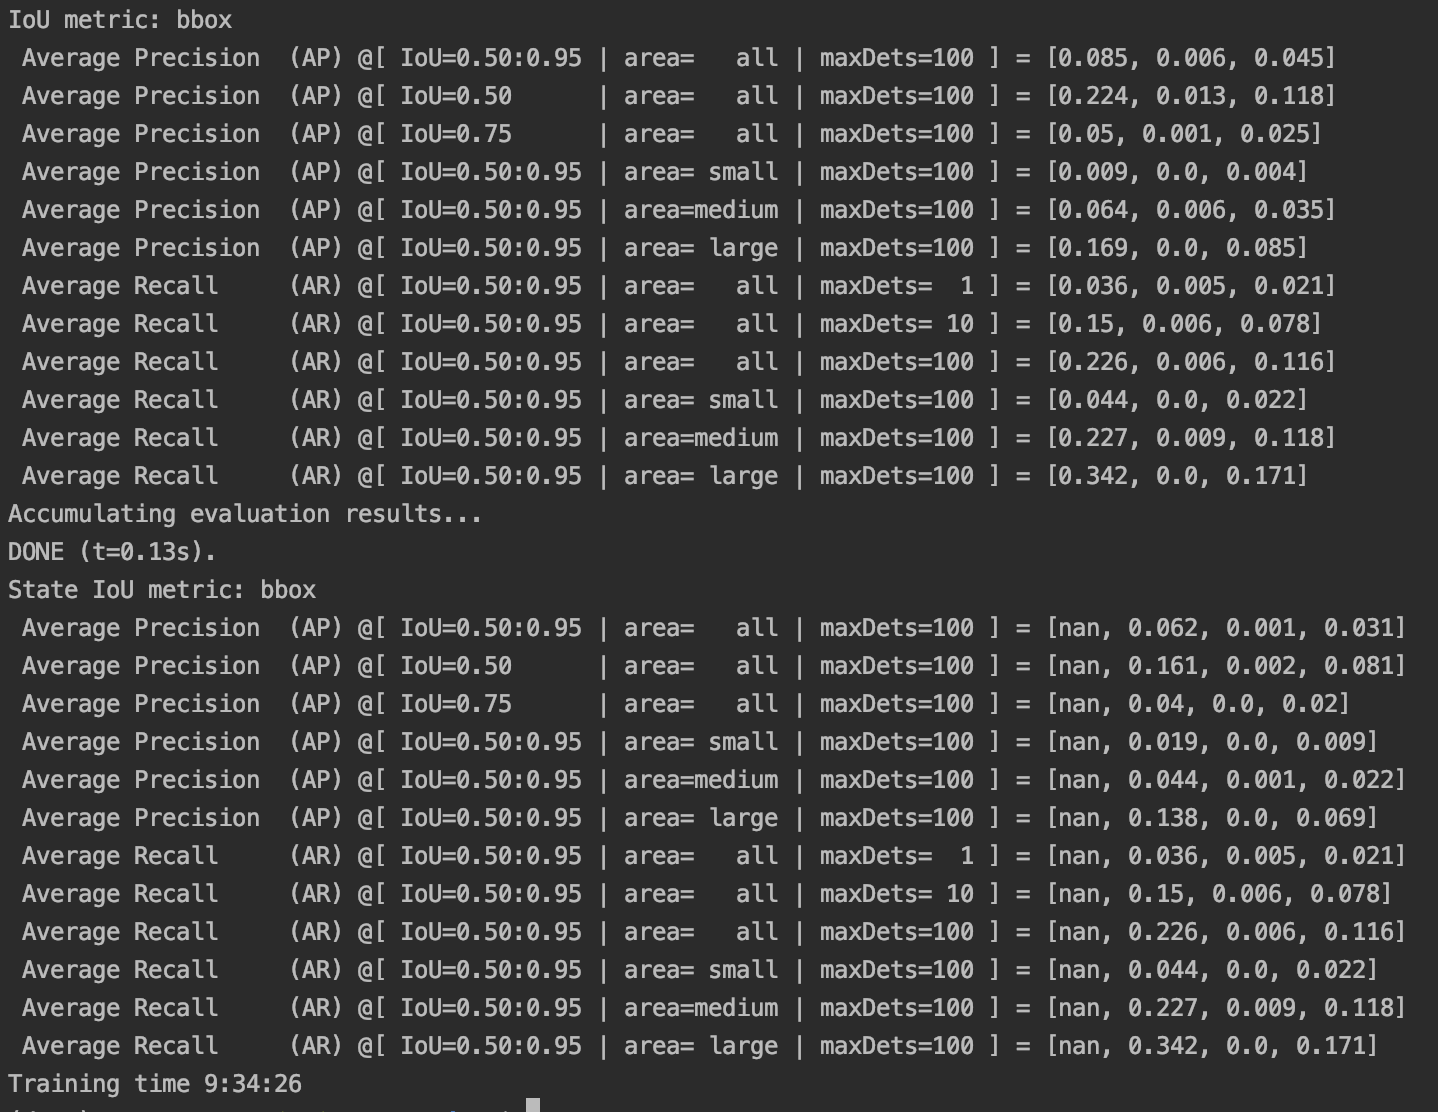 IoU metric: bbox
 Average Precision  (AP) @[ IoU=0.50:0.95 | area=   all | maxDets=100 ] = [0.085, 0.006, 0.045]
 Average Precision  (AP) @[ IoU=0.50      | area=   all | maxDets=100 ] = [0.224, 0.013, 0.118]
 Average Precision  (AP) @[ IoU=0.75      | area=   all | maxDets=100 ] = [0.05, 0.001, 0.025]
 Average Precision  (AP) @[ IoU=0.50:0.95 | area= small | maxDets=100 ] = [0.009, 0.0, 0.004]
 Average Precision  (AP) @[ IoU=0.50:0.95 | area=medium | maxDets=100 ] = [0.064, 0.006, 0.035]
 Average Precision  (AP) @[ IoU=0.50:0.95 | area= large | maxDets=100 ] = [0.169, 0.0, 0.085]
 Average Recall     (AR) @[ IoU=0.50:0.95 | area=   all | maxDets=  1 ] = [0.036, 0.005, 0.021]
 Average Recall     (AR) @[ IoU=0.50:0.95 | area=   all | maxDets= 10 ] = [0.15, 0.006, 0.078]
 Average Recall     (AR) @[ IoU=0.50:0.95 | area=   all | maxDets=100 ] = [0.226, 0.006, 0.116]
 Average Recall     (AR) @[ IoU=0.50:0.95 | area= small | maxDets=100 ] = [0.044, 0.0, 0.022]
 Average Recall     (AR) @[ IoU=0.50:0.95 | area=medium | maxDets=100 ] = [0.227, 0.009, 0.118]
 Average Recall     (AR) @[ IoU=0.50:0.95 | area= large | maxDets=100 ] = [0.342, 0.0, 0.171]
Accumulating evaluation results...
DONE (t=0.13s).
State IoU metric: bbox
 Average Precision  (AP) @[ IoU=0.50:0.95 | area=   all | maxDets=100 ] = [nan, 0.062, 0.001, 0.031]
 Average Precision  (AP) @[ IoU=0.50      | area=   all | maxDets=100 ] = [nan, 0.161, 0.002, 0.081]
 Average Precision  (AP) @[ IoU=0.75      | area=   all | maxDets=100 ] = [nan, 0.04, 0.0, 0.02]
 Average Precision  (AP) @[ IoU=0.50:0.95 | area= small | maxDets=100 ] = [nan, 0.019, 0.0, 0.009]
 Average Precision  (AP) @[ IoU=0.50:0.95 | area=medium | maxDets=100 ] = [nan, 0.044, 0.001, 0.022]
 Average Precision  (AP) @[ IoU=0.50:0.95 | area= large | maxDets=100 ] = [nan, 0.138, 0.0, 0.069]
 Average Recall     (AR) @[ IoU=0.50:0.95 | area=   all | maxDets=  1 ] = [nan, 0.036, 0.005, 0.021]
 Average Recall     (AR) @[ IoU=0.50:0.95 | area=   all | maxDets= 10 ] = [nan, 0.15, 0.006, 0.078]
 Average Recall     (AR) @[ IoU=0.50:0.95 | area=   all | maxDets=100 ] = [nan, 0.226, 0.006, 0.116]
 Average Recall     (AR) @[ IoU=0.50:0.95 | area= small | maxDets=100 ] = [nan, 0.044, 0.0, 0.022]
 Average Recall     (AR) @[ IoU=0.50:0.95 | area=medium | maxDets=100 ] = [nan, 0.227, 0.009, 0.118]
 Average Recall     (AR) @[ IoU=0.50:0.95 | area= large | maxDets=100 ] = [nan, 0.342, 0.0, 0.171]
Training time 9:34:26